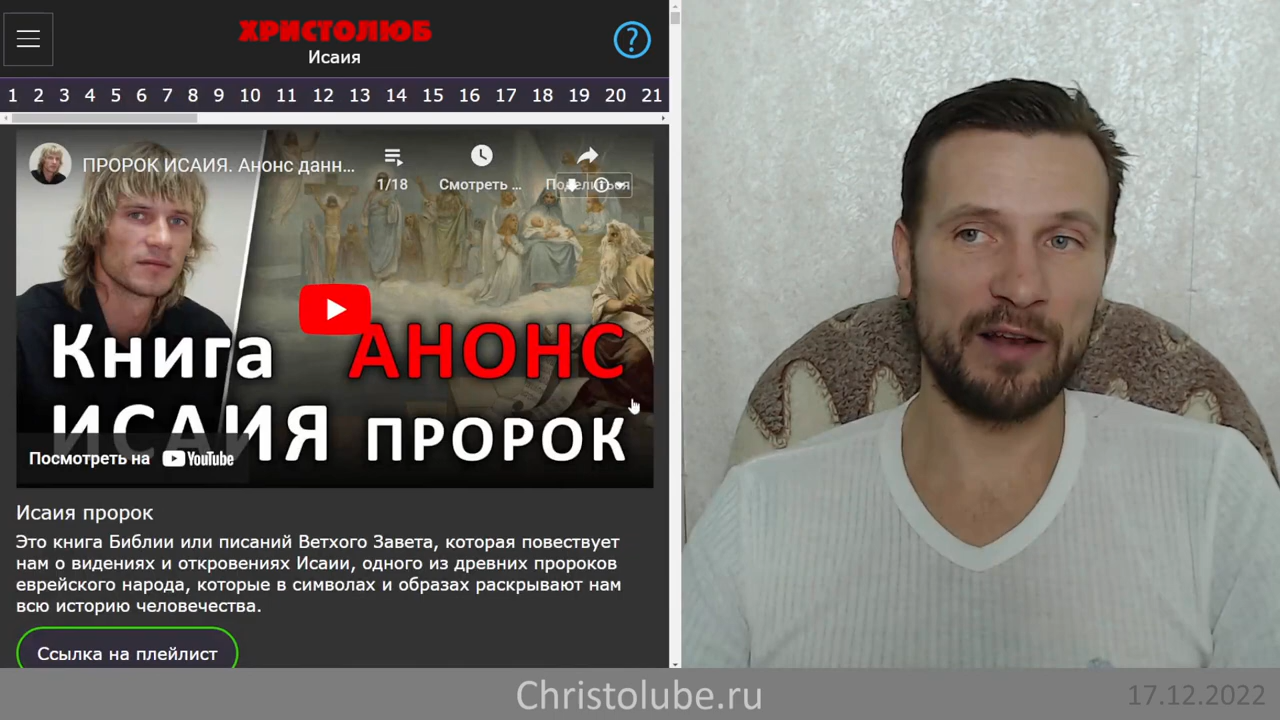 ХРИСТОЛЮБ
Исаия
1 2 3 4 5 6 7 8 9 10 11 12 13 14 15 16 17 18 19 20 21
ПРОРОК ИСАИЯ. Анонс данн...
1/18
Смотреть ...
Поделиться
Книга АНОНС
ИСАИЯ ПРОРОК
Посмотреть на YouTube
Исаия пророк
Это книга Библии или писаний Ветхого Завета, которая повествует
нам о видениях и откровениях Исаии, одного из древних пророков
еврейского народа, которые в символах и образах раскрывают нам
всю историю человечества.
Ссылка на плейлист
Christolube.ru
17.12.2022